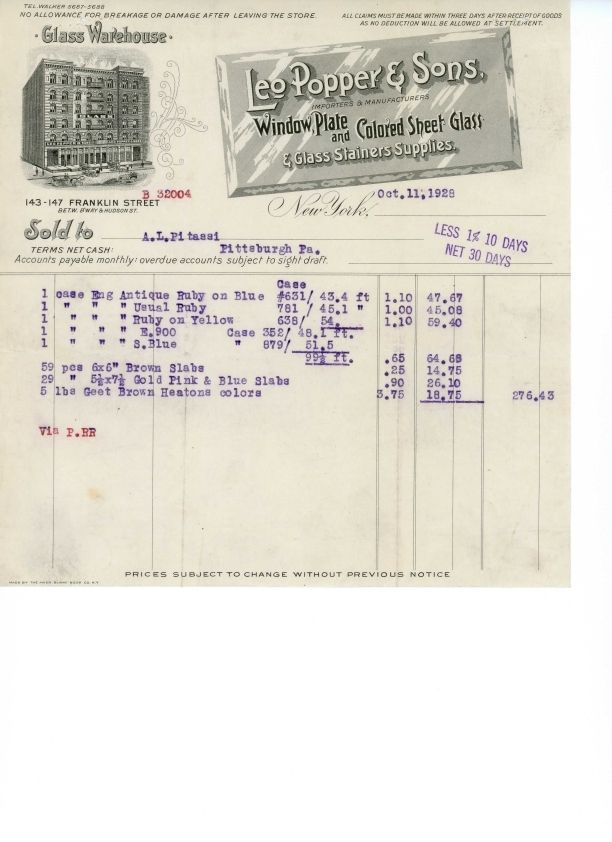 TEL. WALKER 5687-5688
NO ALLOWANCE FOR BREAKAGE OR DAMAGE AFTER LEAVING THE STORE.
ALL CLAIMS MUST BE MADE WITHIN THREE DAYS AFTER RECEIPT OF GOODS
AS NO DEDUCTION WILL BE ALLOWED AT SETTLEMENT.
Glass Warehouse
Leo Popper & Sons,
IMPORTERS & MANUFACTURERS
Window, Plate and Colored Sheet Glass
& Glass Stainers Supplies.
B 32004
143-147 FRANKLIN STREET
BETW. B'WAY & HUDSON ST.
New York, Oct.11,1928
Sold to A.L.Pitassi
Pittsburgh Pa.
TERMS NET CASH:
Accounts payable monthly: overdue accounts subject to sight draft.
LESS 1% 10 DAYS
NET 30 DAYS
Case
1 case Eng Antique Ruby on Blue #631/ 43.4 ft 1.10 47.67
1 " " " Usual Ruby 781 / 45.1 " 1.00 45.08
1 " " " Ruby on Yellow 638/ 54. 1.10 59.40
1 " " " E.900 Case 352/ 48.1 ft.
1 " " " S.Blue " 879/ 51.5
99½ ft. .65 64.68
59 pcs 6x6" Brown Slabs .25 14.75
29 " 5½x7½ Gold Pink & Blue Slabs .90 26.10
5 lbs Geet Brown Heatons colors 3.75 18.75 276.43
Via P.RR
PRICES SUBJECT TO CHANGE WITHOUT PREVIOUS NOTICE